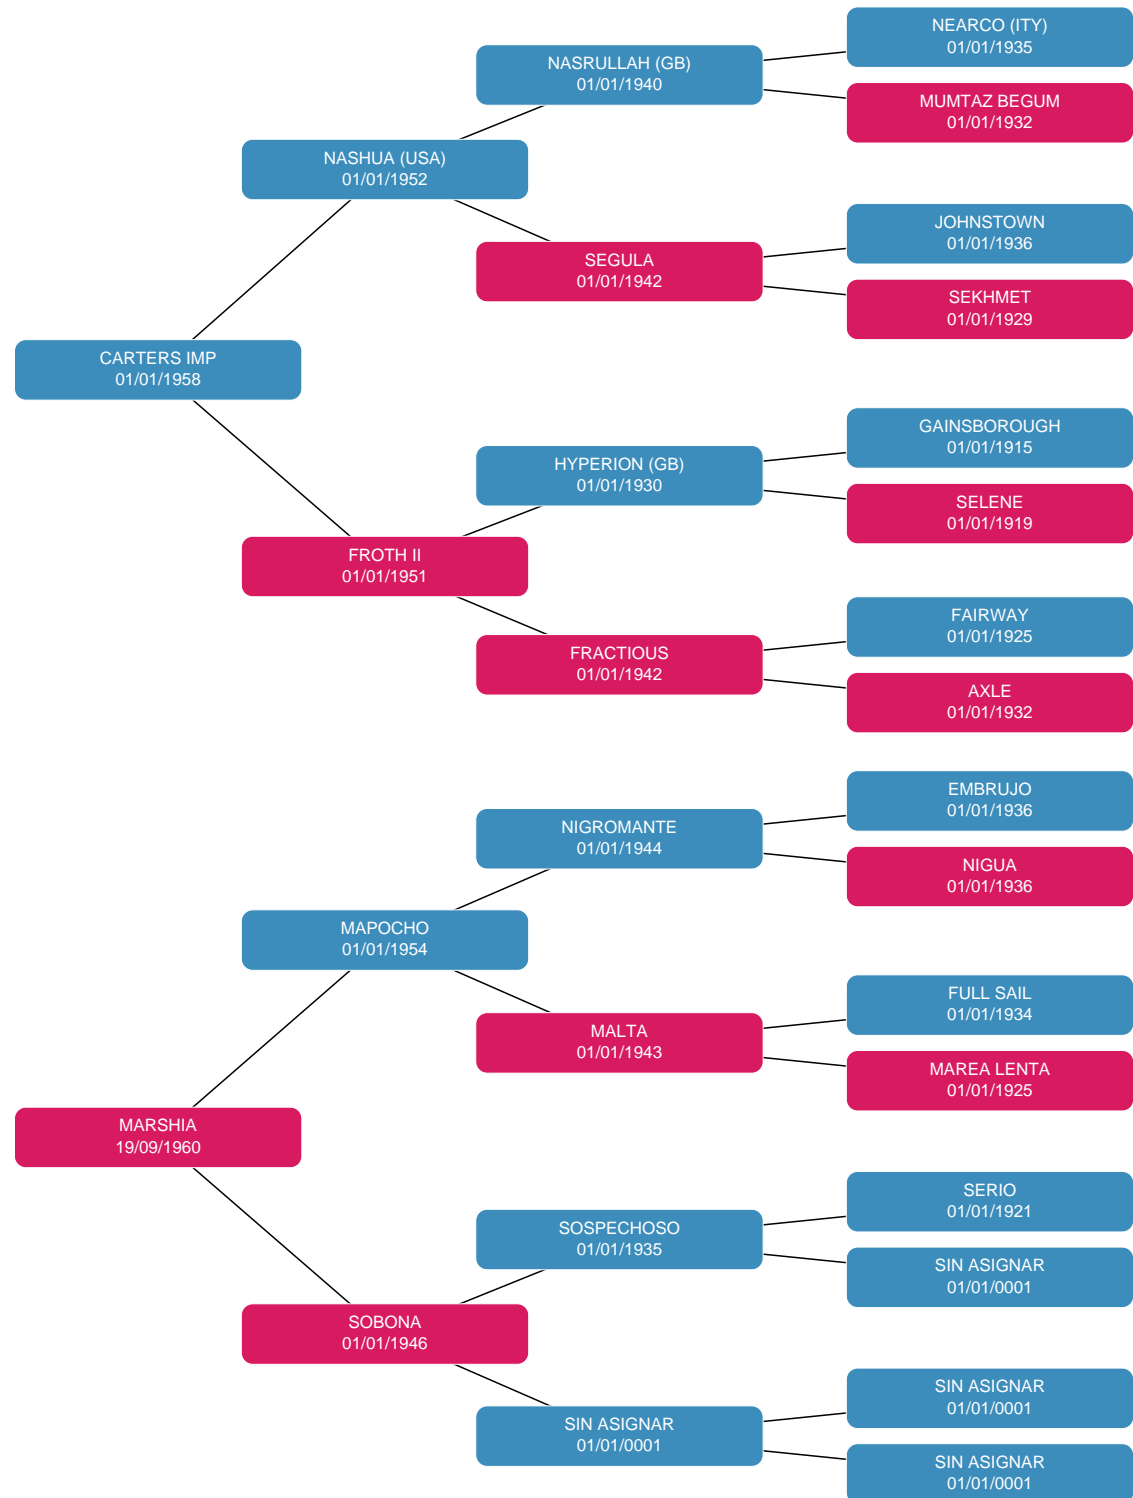 NEARCO (ITY)
01/01/1935
NASRULLAH (GB)
01/01/1940
MUMTAZ BEGUM
01/01/1932
NASHUA (USA)
01/01/1952
JOHNSTOWN
01/01/1936
SEGULA
01/01/1942
SEKHMET
01/01/1929
CARTERS IMP
01/01/1958
GAINSBOROUGH
01/01/1915
HYPERION (GB)
01/01/1930
SELENE
01/01/1919
FROTH II
01/01/1951
FAIRWAY
01/01/1925
FRACTIOUS
01/01/1942
AXLE
01/01/1932
EMBRUJO
01/01/1936
NIGROMANTE
01/01/1944
NIGUA
01/01/1936
MAPOCHO
01/01/1954
FULL SAIL
01/01/1934
MALTA
01/01/1943
MAREA LENTA
01/01/1925
MARSHIA
19/09/1960
SERIO
01/01/1921
SOSPECHOSO
01/01/1935
SIN ASIGNAR
01/01/0001
SOBONA
01/01/1946
SIN ASIGNAR
01/01/0001
SIN ASIGNAR
01/01/0001
SIN ASIGNAR
01/01/0001